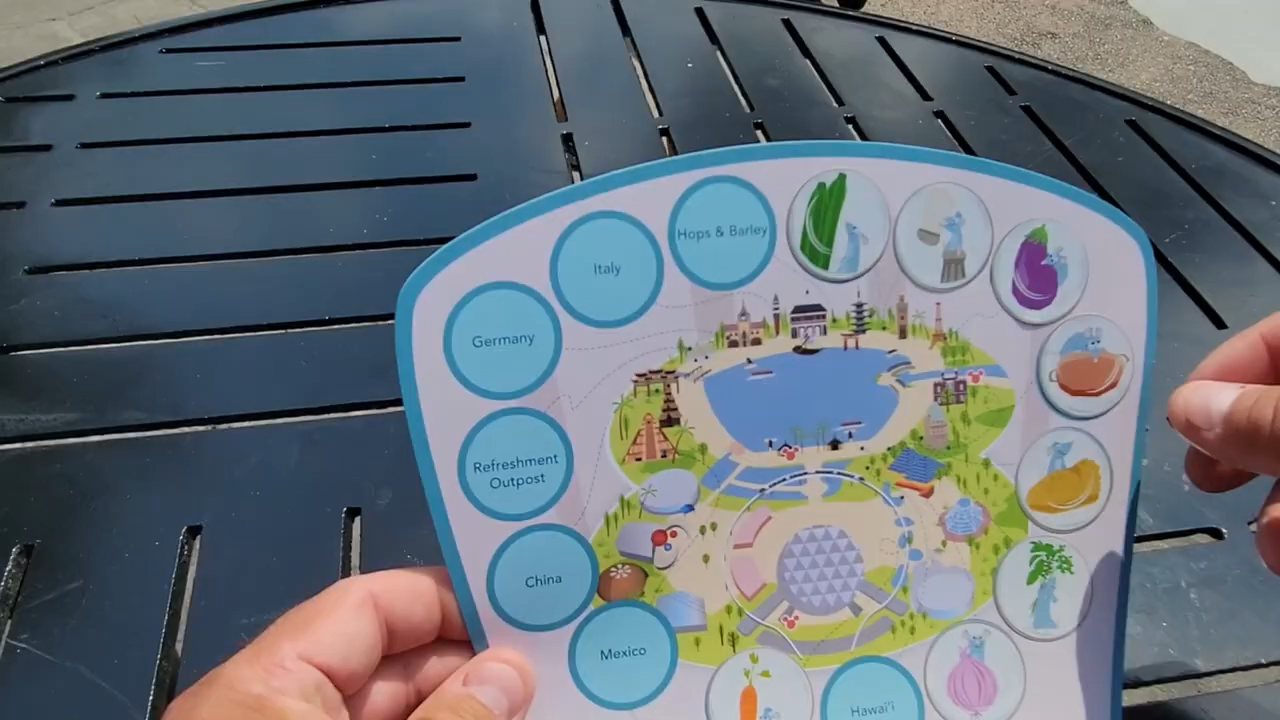 Hops & Barley
Italy
Germany
Refreshment
Outpost
China
Mexico
Hawai'i